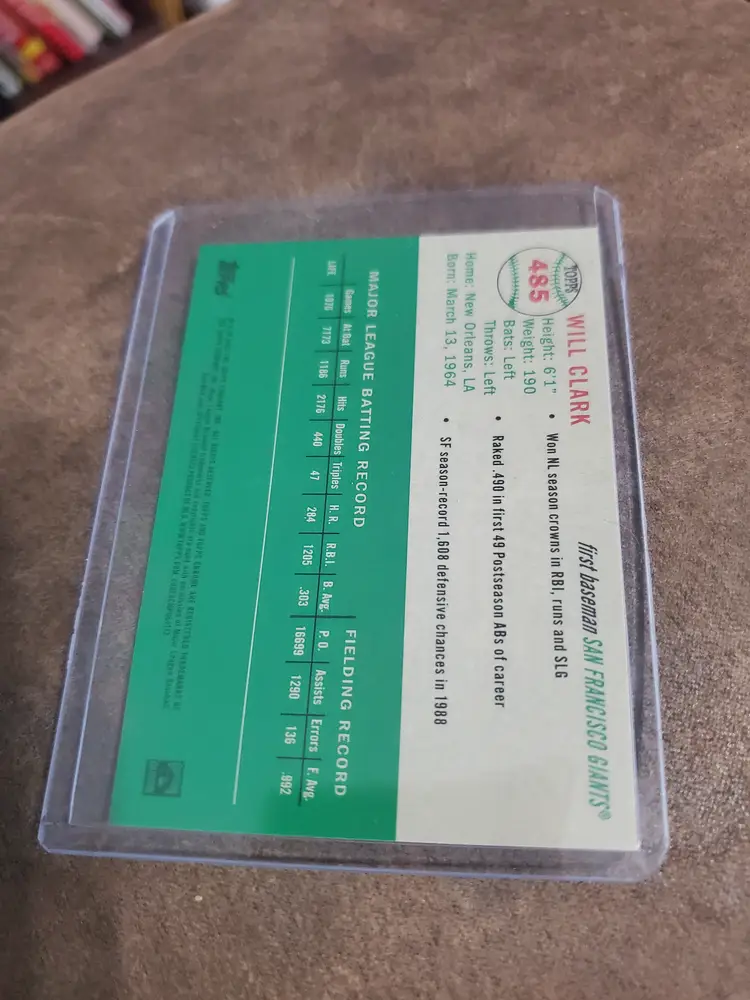 TOPPS
485
WILL CLARK
first baseman SAN FRANCISCO GIANTS®
Height: 6'1"
Weight: 190
Bats: Left
Throws: Left
Home: New Orleans, LA
Born: March 13, 1964
• Won NL season crowns in RBI, runs and SLG
• Raked .490 in first 49 Postseason ABs of career
• SF season-record 1,608 defensive chances in 1988
MAJOR LEAGUE BATTING RECORD FIELDING RECORD
Games At Bat Runs Hits Doubles Triples H.R. R.B.I. B. Avg. P.O. Assists Errors F. Avg.
LIFE 1976 7173 1186 2176 440 47 284 1205 .303 16699 1290 136 .992
Topps